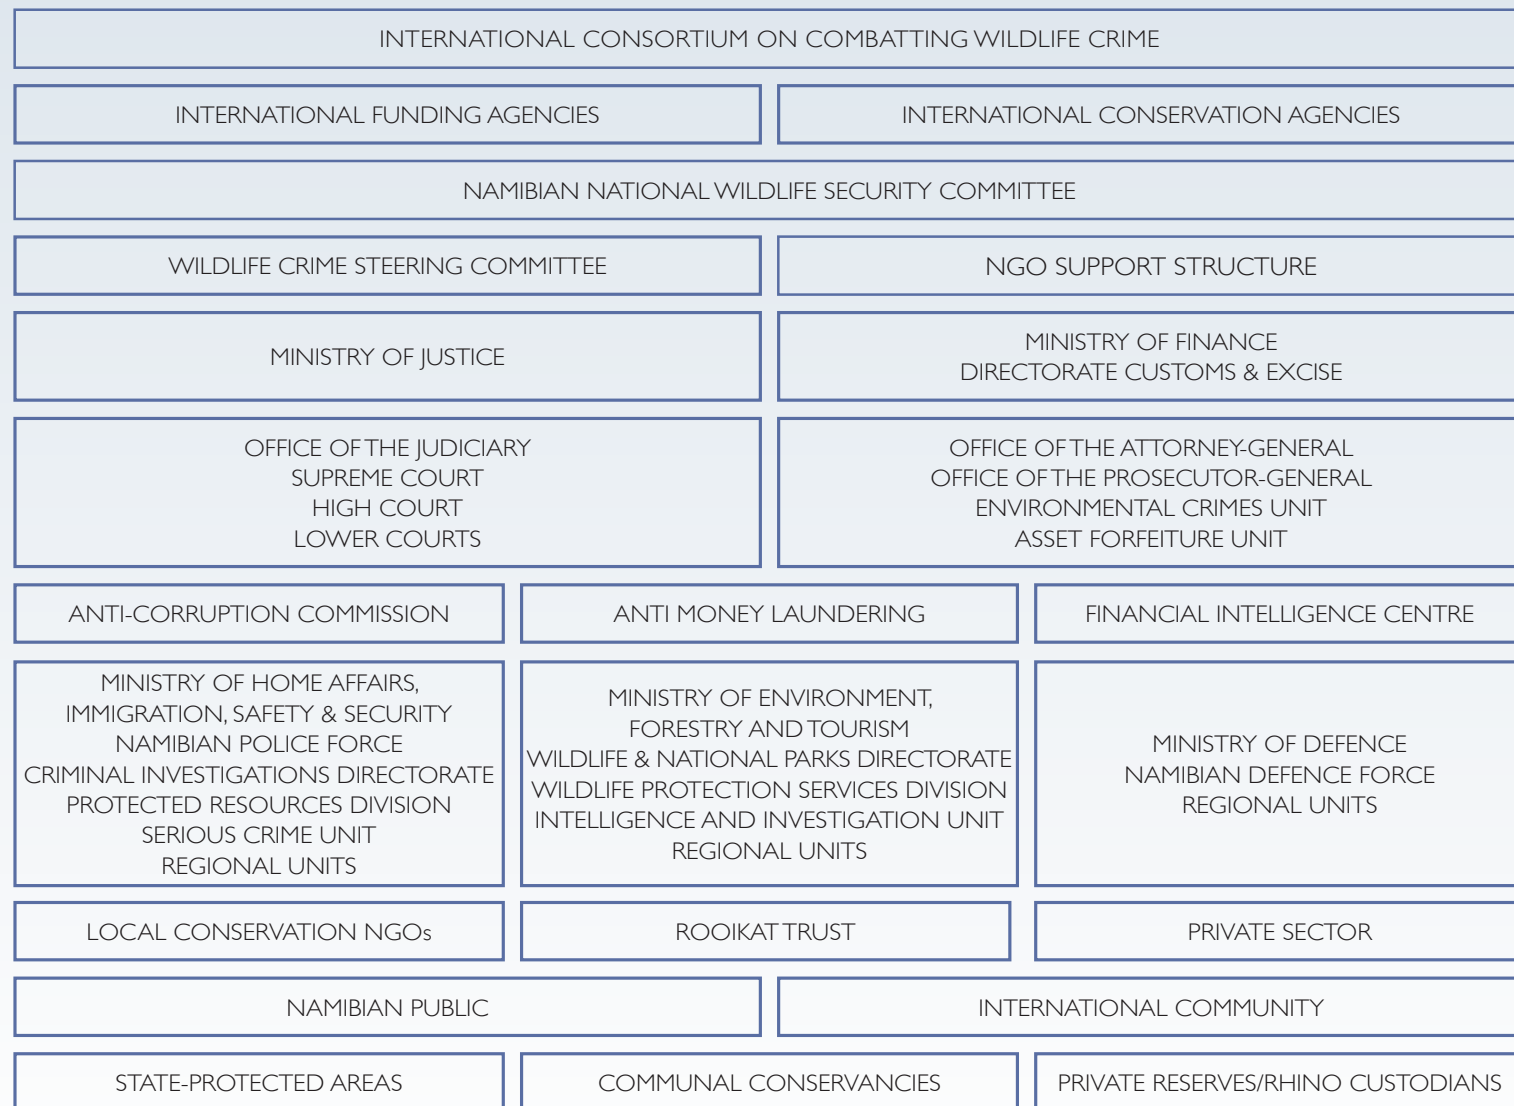 INTERNATIONAL CONSORTIUM ON COMBATTING WILDLIFE CRIME
INTERNATIONAL FUNDING AGENCIES
INTERNATIONAL CONSERVATION AGENCIES
NAMIBIAN NATIONAL WILDLIFE SECURITY COMMITTEE
WILDLIFE CRIME STEERING COMMITTEE
NGO SUPPORT STRUCTURE
MINISTRY OF JUSTICE
MINISTRY OF FINANCE
DIRECTORATE CUSTOMS & EXCISE
OFFICE OF THE JUDICIARY
SUPREME COURT
HIGH COURT
LOWER COURTS
OFFICE OF THE ATTORNEY-GENERAL
OFFICE OF THE PROSECUTOR-GENERAL
ENVIRONMENTAL CRIMES UNIT
ASSET FORFEITURE UNIT
ANTI-CORRUPTION COMMISSION
ANTI MONEY LAUNDERING
FINANCIAL INTELLIGENCE CENTRE
MINISTRY OF HOME AFFAIRS,
IMMIGRATION, SAFETY & SECURITY
NAMIBIAN POLICE FORCE
CRIMINAL INVESTIGATIONS DIRECTORATE
PROTECTED RESOURCES DIVISION
SERIOUS CRIME UNIT
REGIONAL UNITS
MINISTRY OF ENVIRONMENT,
FORESTRY AND TOURISM
WILDLIFE & NATIONAL PARKS DIRECTORATE
WILDLIFE PROTECTION SERVICES DIVISION
INTELLIGENCE AND INVESTIGATION UNIT
REGIONAL UNITS
MINISTRY OF DEFENCE
NAMIBIAN DEFENCE FORCE
REGIONAL UNITS
LOCAL CONSERVATION NGOs
ROOIKAT TRUST
PRIVATE SECTOR
NAMIBIAN PUBLIC
INTERNATIONAL COMMUNITY
STATE-PROTECTED AREAS
COMMUNAL CONSERVANCIES
PRIVATE RESERVES/RHINO CUSTODIANS